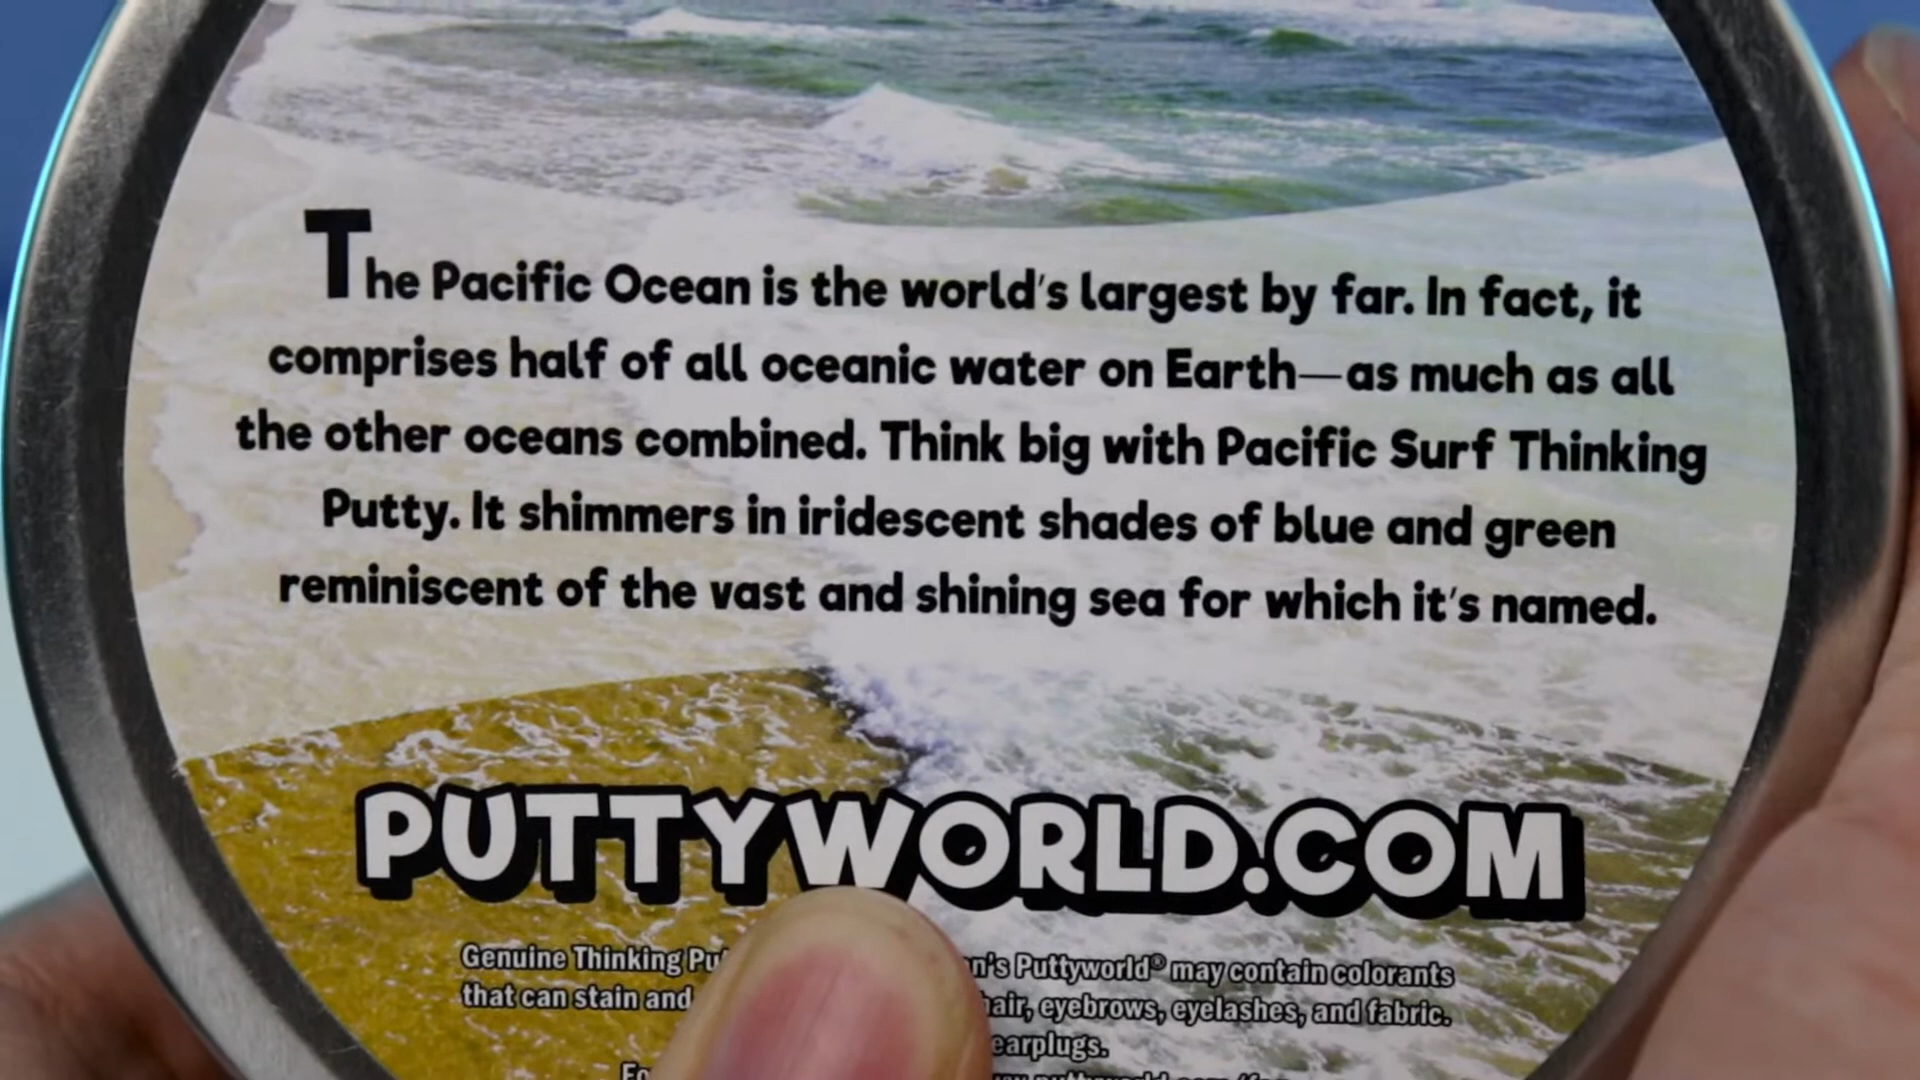 The Pacific Ocean is the world's largest by far. In fact, it
comprises half of all oceanic water on Earth—as much as all
the other oceans combined. Think big with Pacific Surf Thinking
Putty. It shimmers in iridescent shades of blue and green
reminiscent of the vast and shining sea for which it's named.
PUTTYWORLD.COM
Genuine Thinking Puttyworld® may contain colorants
that can stain and hair, eyebrows, eyelashes, and fabric.
earplugs.